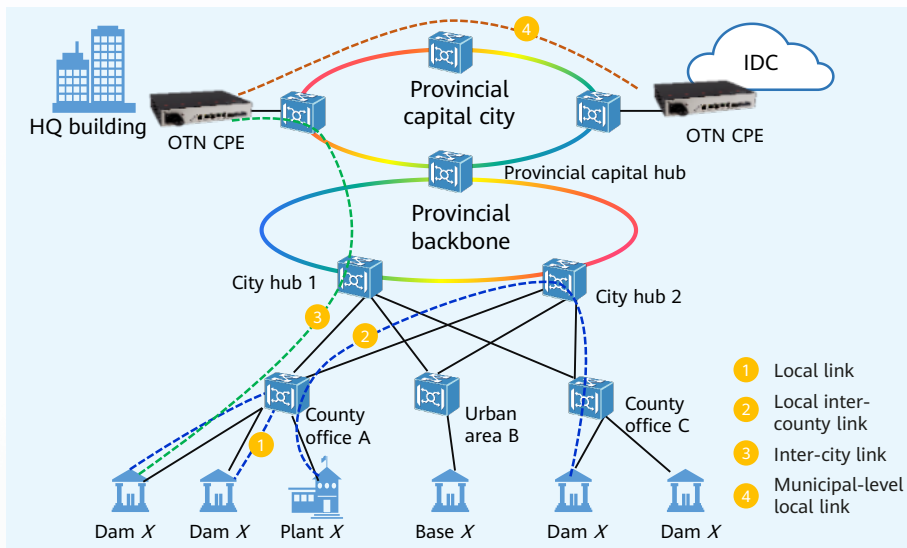 4
IDC
Provincial
capital city
HQ building
OTN CPE
OTN CPE
Provincial capital hub
Provincial
backbone
City hub 1
City hub 2
3
2
1 Local link
2 Local inter-
county link
3 Inter-city link
4 Municipal-level
local link
County
office A
Urban
area B
County
office C
1
Dam X
Dam X
Plant X
Base X
Dam X
Dam X